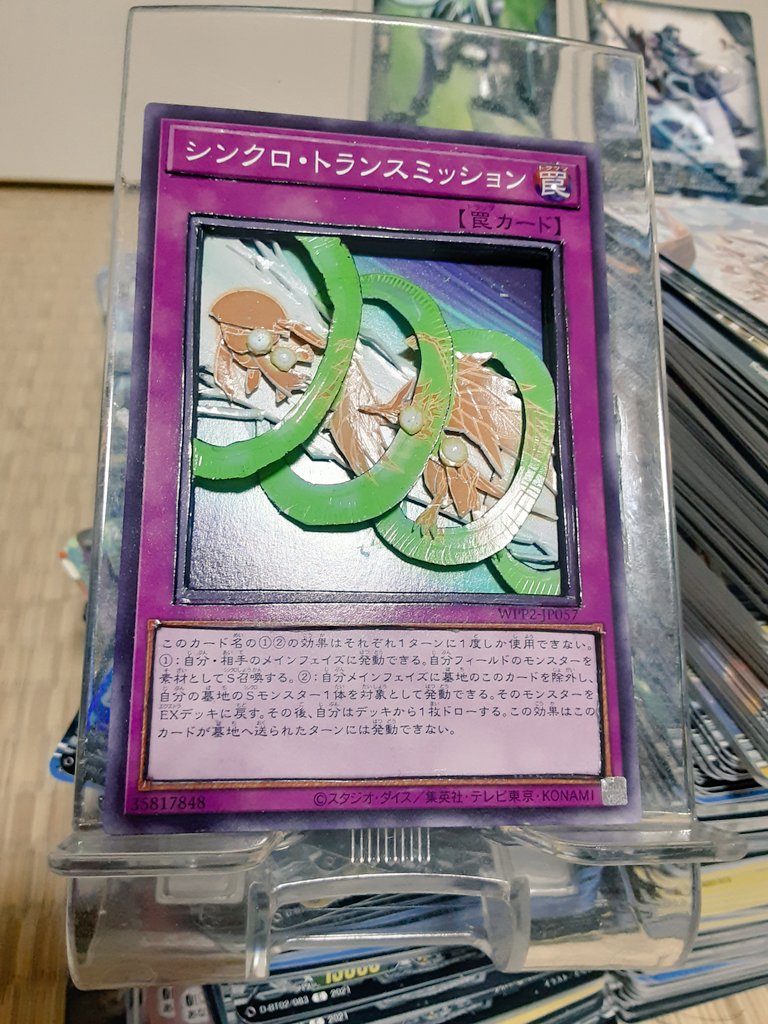 シンクロ・トランスミッション
罠
【罠カード】
WPP2-JP057
このカード名の①②の効果はそれぞれ1ターンに1度しか使用できない。
①：自分・相手のメインフェイズに発動できる。自分フィールドのモンスターを
素材としてS召喚する。②：自分メインフェイズに墓地のこのカードを除外し、
自分の墓地のSモンスター1体を対象として発動できる。そのモンスターを
EXデッキに戻す。その後、自分はデッキから1枚ドローする。この効果はこの
カードが墓地へ送られたターンには発動できない。
35817848
©スタジオ・ダイス／集英社・テレビ東京・KONAMI
10000
D-BT02/083
2021
2021